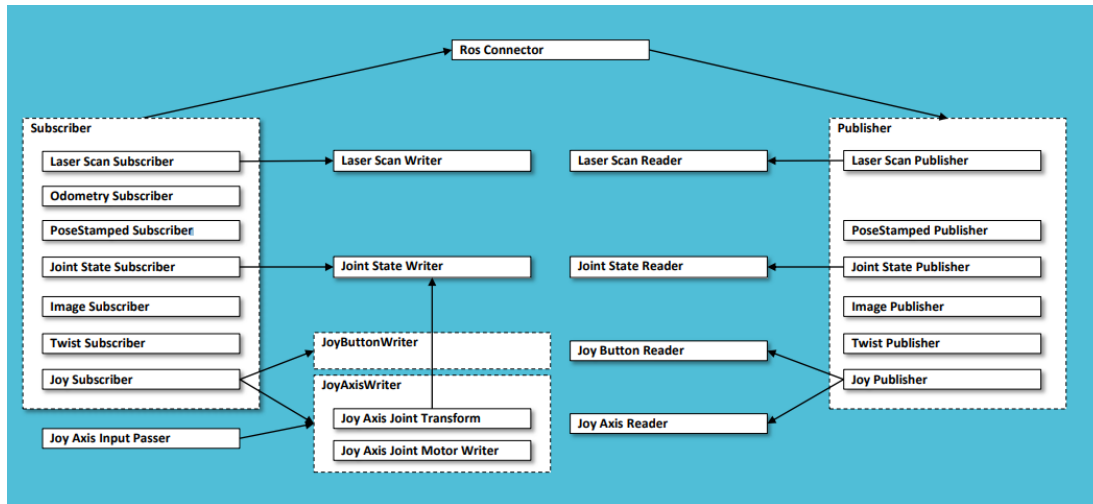 Ros Connector
Subscriber
Laser Scan Subscriber
Odometry Subscriber
PoseStamped Subscriber
Joint State Subscriber
Image Subscriber
Twist Subscriber
Joy Subscriber
Joy Axis Input Passer
Laser Scan Writer
Joint State Writer
JoyButtonWriter
JoyAxisWriter
Joy Axis Joint Transform
Joy Axis Joint Motor Writer
Laser Scan Reader
Joint State Reader
Joy Button Reader
Joy Axis Reader
Publisher
Laser Scan Publisher
PoseStamped Publisher
Joint State Publisher
Image Publisher
Twist Publisher
Joy Publisher